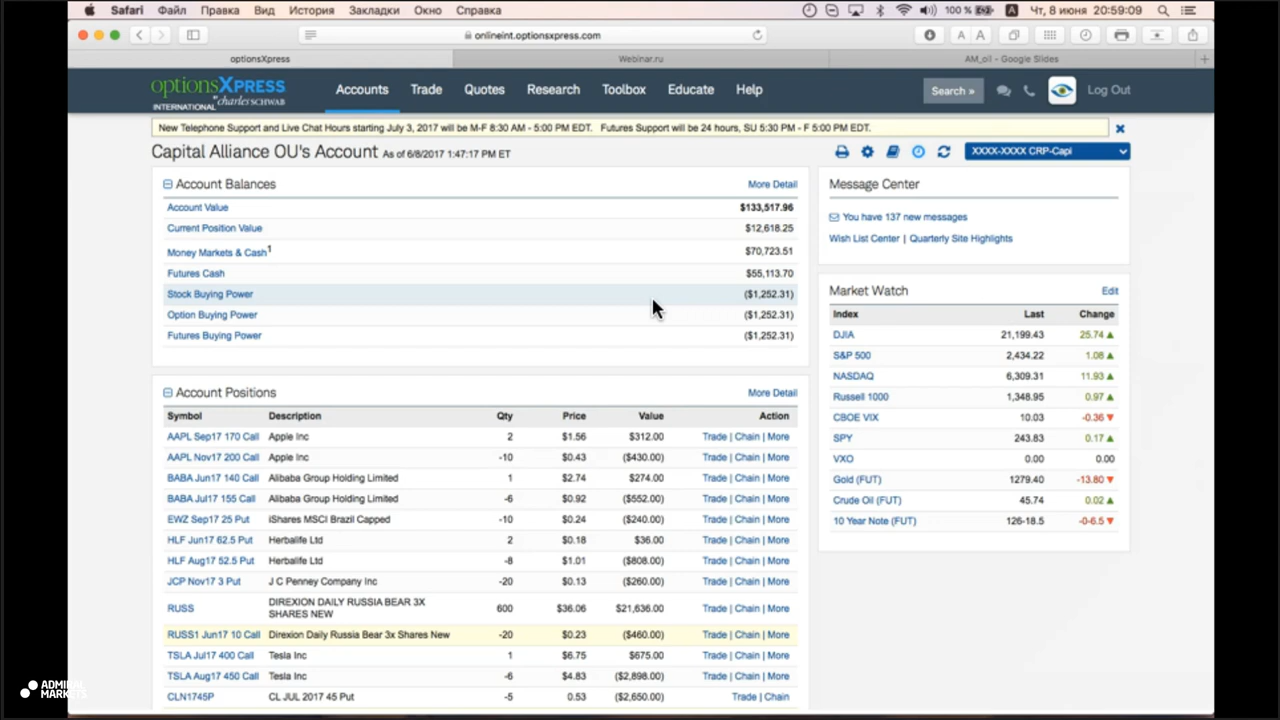 Safari Файл Правка Вид История Закладки Окно Справка 100 % A Чт, 8 июня 20:59:09
onlineint.optionsxpress.com A A
optionsXpress Webinar.ru AM_oil - Google Slides
optionsXpress INTERNATIONAL by charles SCHWAB Accounts Trade Quotes Research Toolbox Educate Help Search » Log Out
New Telephone Support and Live Chat Hours starting July 3, 2017 will be M-F 8:30 AM - 5:00 PM EDT. Futures Support will be 24 hours, SU 5:30 PM - F 5:00 PM EDT.
Capital Alliance OU's Account As of 6/8/2017 1:47:17 PM ET XXXX-XXXX CRP-Capi
Account Balances More Detail
Account Value $133,517.96
Current Position Value $12,618.25
Money Markets & Cash1 $70,723.51
Futures Cash $55,113.70
Stock Buying Power ($1,252.31)
Option Buying Power ($1,252.31)
Futures Buying Power ($1,252.31)
Account Positions More Detail
Symbol Description Qty Price Value Action
AAPL Sep17 170 Call Apple Inc 2 $1.56 $312.00 Trade | Chain | More
AAPL Nov17 200 Call Apple Inc -10 $0.43 ($430.00) Trade | Chain | More
BABA Jun17 140 Call Alibaba Group Holding Limited 1 $2.74 $274.00 Trade | Chain | More
BABA Jul17 155 Call Alibaba Group Holding Limited -6 $0.92 ($552.00) Trade | Chain | More
EWZ Sep17 25 Put iShares MSCI Brazil Capped -10 $0.24 ($240.00) Trade | Chain | More
HLF Jun17 62.5 Put Herbalife Ltd 2 $0.18 $36.00 Trade | Chain | More
HLF Aug17 52.5 Put Herbalife Ltd -8 $1.01 ($808.00) Trade | Chain | More
JCP Nov17 3 Put J C Penney Company Inc -20 $0.13 ($260.00) Trade | Chain | More
RUSS DIREXION DAILY RUSSIA BEAR 3X SHARES NEW 600 $36.06 $21,636.00 Trade | Chain | More
RUSS1 Jun17 10 Call Direxion Daily Russia Bear 3x Shares New -20 $0.23 ($460.00) Trade | Chain | More
TSLA Jul17 400 Call Tesla Inc 1 $6.75 $675.00 Trade | Chain | More
TSLA Aug17 450 Call Tesla Inc -6 $4.83 ($2,898.00) Trade | Chain | More
CLN1745P CL JUL 2017 45 Put -5 0.53 ($2,650.00) Trade | Chain
Message Center
You have 137 new messages
Wish List Center | Quarterly Site Highlights
Market Watch Edit
Index Last Change
DJIA 21,199.43 25.74
S&P 500 2,434.22 1.08
NASDAQ 6,309.31 11.93
Russell 1000 1,348.95 0.97
CBOE VIX 10.03 -0.36
SPY 243.83 0.17
VXO 0.00 0.00
Gold (FUT) 1279.40 -13.80
Crude Oil (FUT) 45.74 0.02
10 Year Note (FUT) 126-18.5 -0-6.5
ADMIRAL
MARKETS